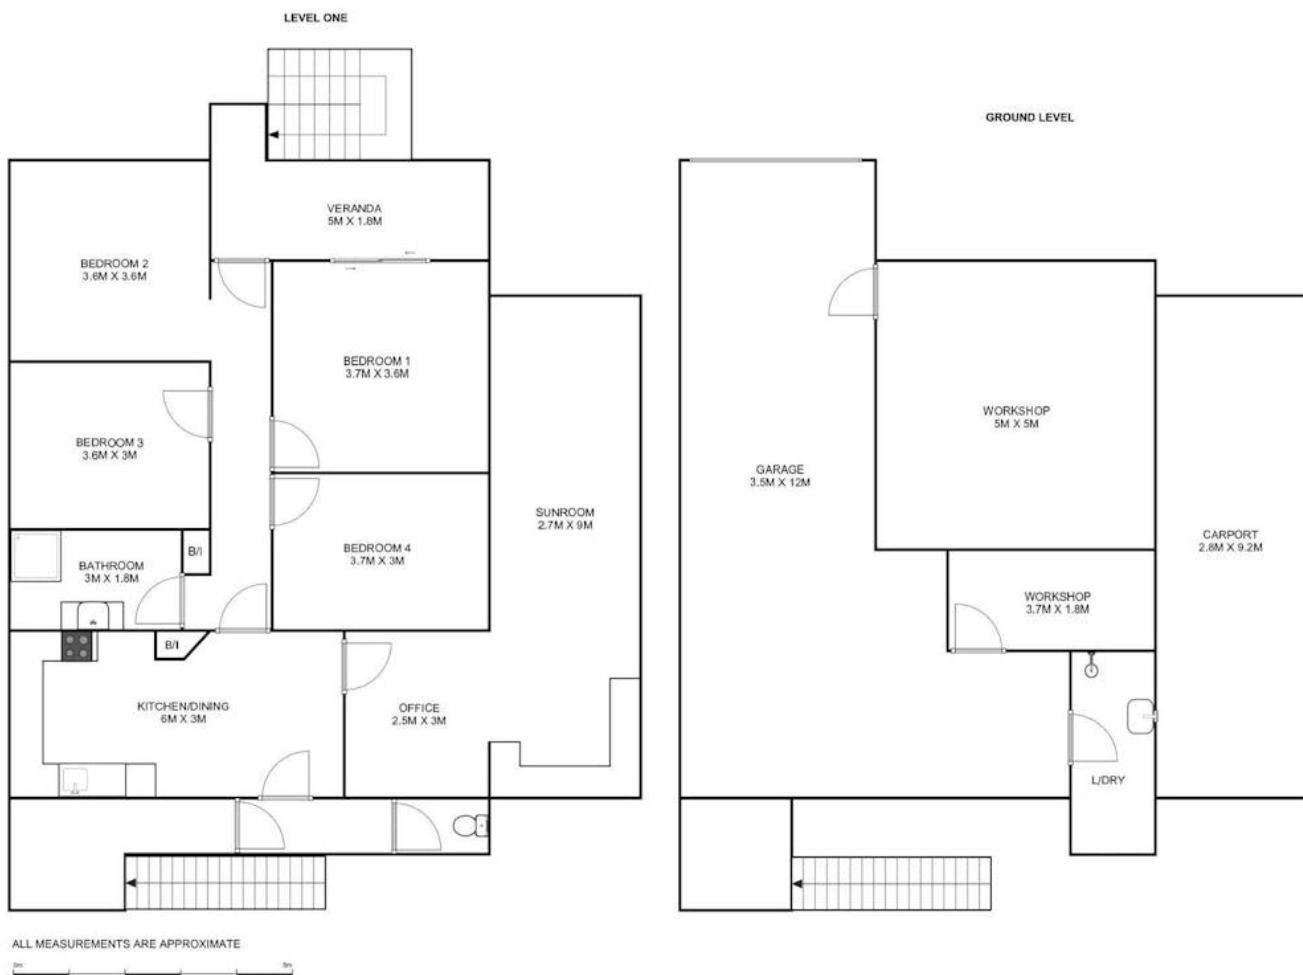 LEVEL ONE
GROUND LEVEL
VERANDA
5M X 1.8M
BEDROOM 2
3.6M X 3.6M
BEDROOM 1
3.7M X 3.6M
BEDROOM 3
3.6M X 3M
SUNROOM
2.7M X 9M
B/I
BATHROOM
3M X 1.8M
BEDROOM 4
3.7M X 3M
B/I
KITCHEN/DINING
6M X 3M
OFFICE
2.5M X 3M
WORKSHOP
5M X 5M
GARAGE
3.5M X 12M
CARPORT
2.8M X 9.2M
WORKSHOP
3.7M X 1.8M
L/DRY
ALL MEASUREMENTS ARE APPROXIMATE
0m
5m